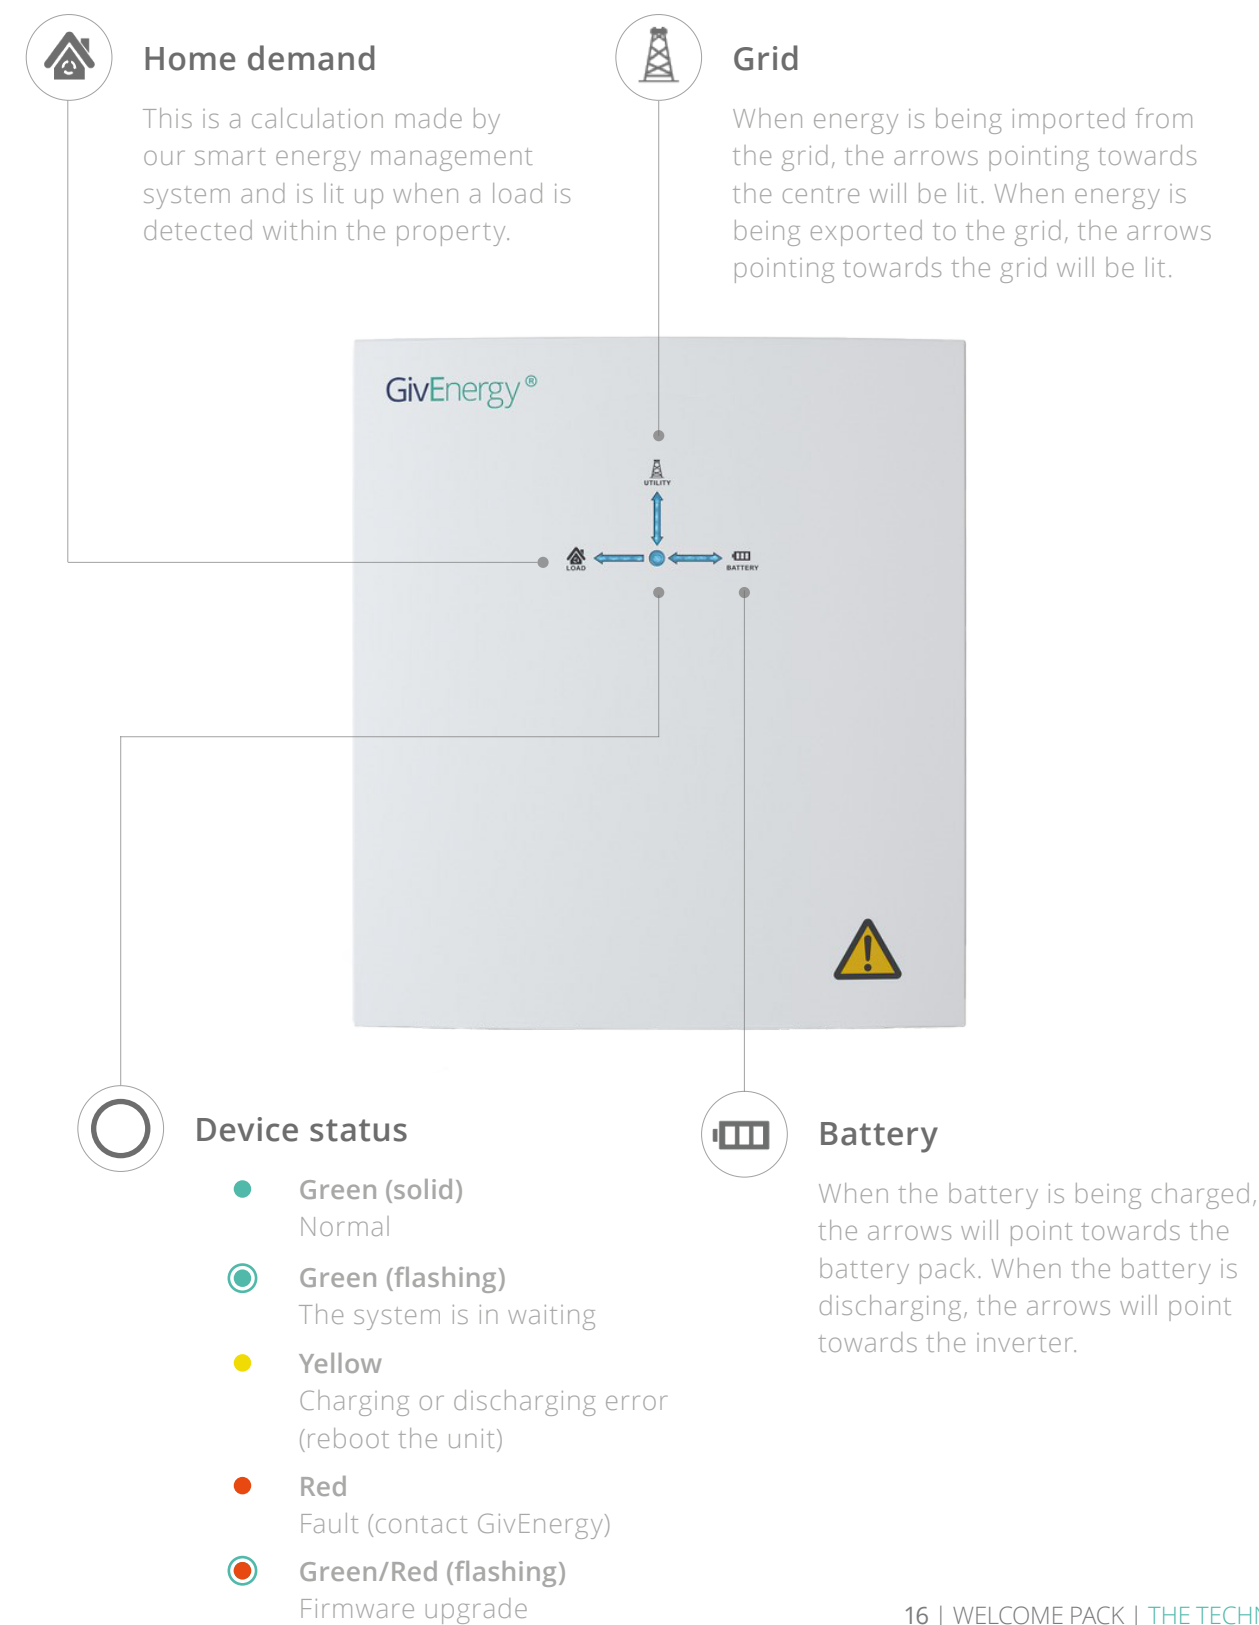 Home demand
This is a calculation made by
our smart energy management
system and is lit up when a load is
detected within the property.
Grid
When energy is being imported from
the grid, the arrows pointing towards
the centre will be lit. When energy is
being exported to the grid, the arrows
pointing towards the grid will be lit.
GivEnergy®
UTILITY
LOAD
BATTERY
Device status
Green (solid)
Normal
Green (flashing)
The system is in waiting
Yellow
Charging or discharging error
(reboot the unit)
Red
Fault (contact GivEnergy)
Green/Red (flashing)
Firmware upgrade
Battery
When the battery is being charged,
the arrows will point towards the
battery pack. When the battery is
discharging, the arrows will point
towards the inverter.
16 | WELCOME PACK | THE